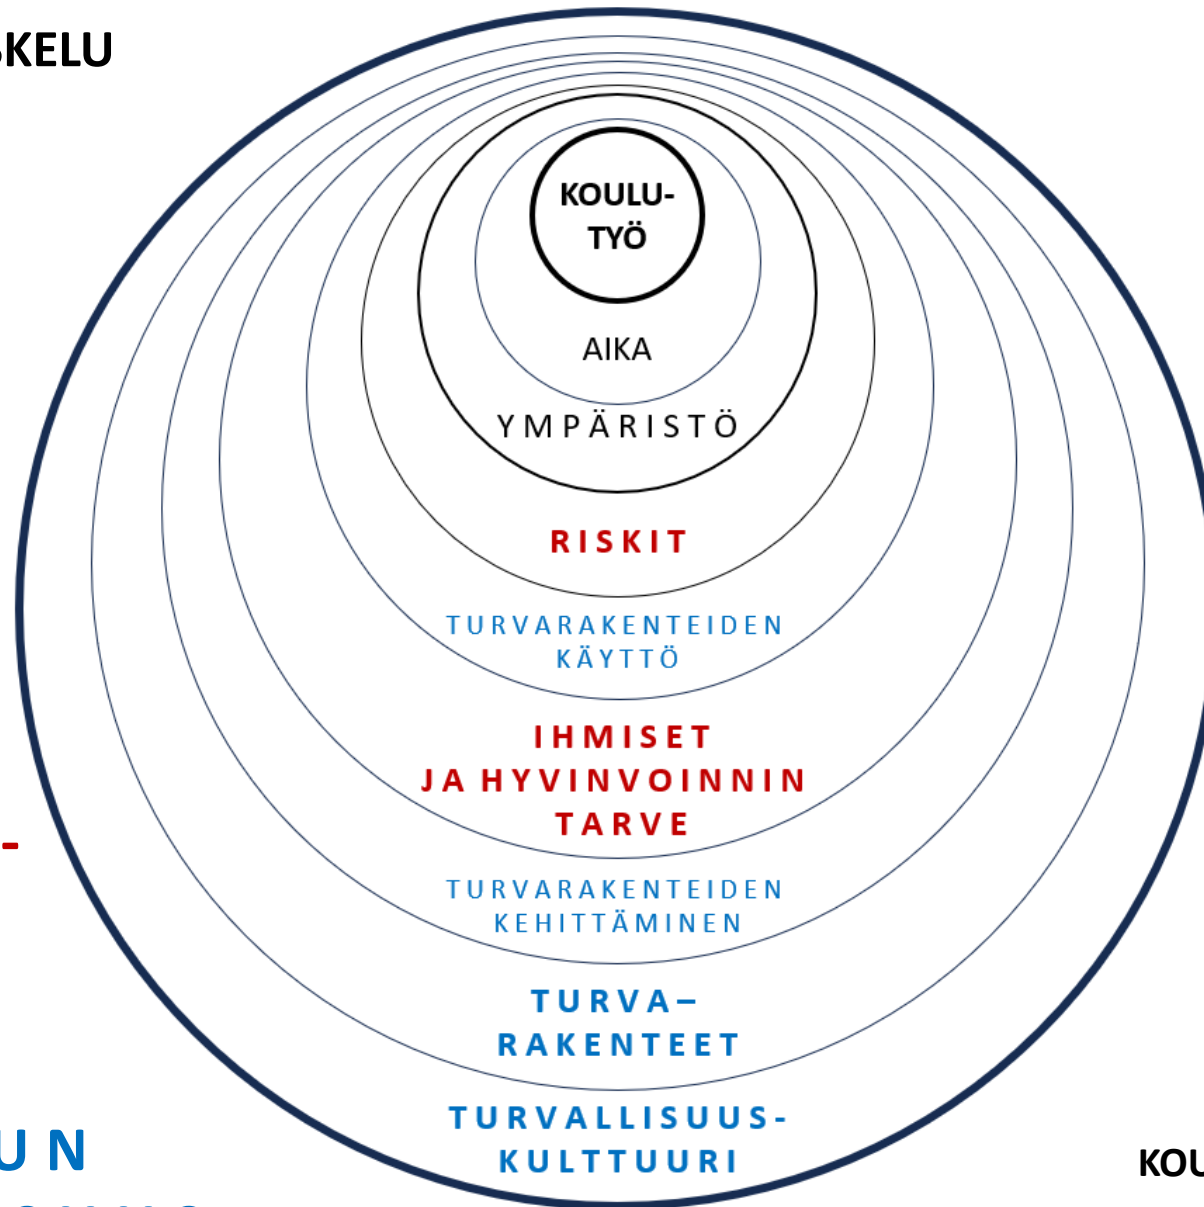 SKELU
KOULU-
TYÖ
AIKA
YMPÄRISTÖ
RISKIT
TURVARAKENTEIDEN
KÄYTTÖ
IHMISET
JA HYVINVOINNIN
TARVE
-
TURVARAKENTEIDEN
KEHITTÄMINEN
TURVA–
RAKENTEET
TURVALLISUUS-
KULTTUURI
UN
KOU